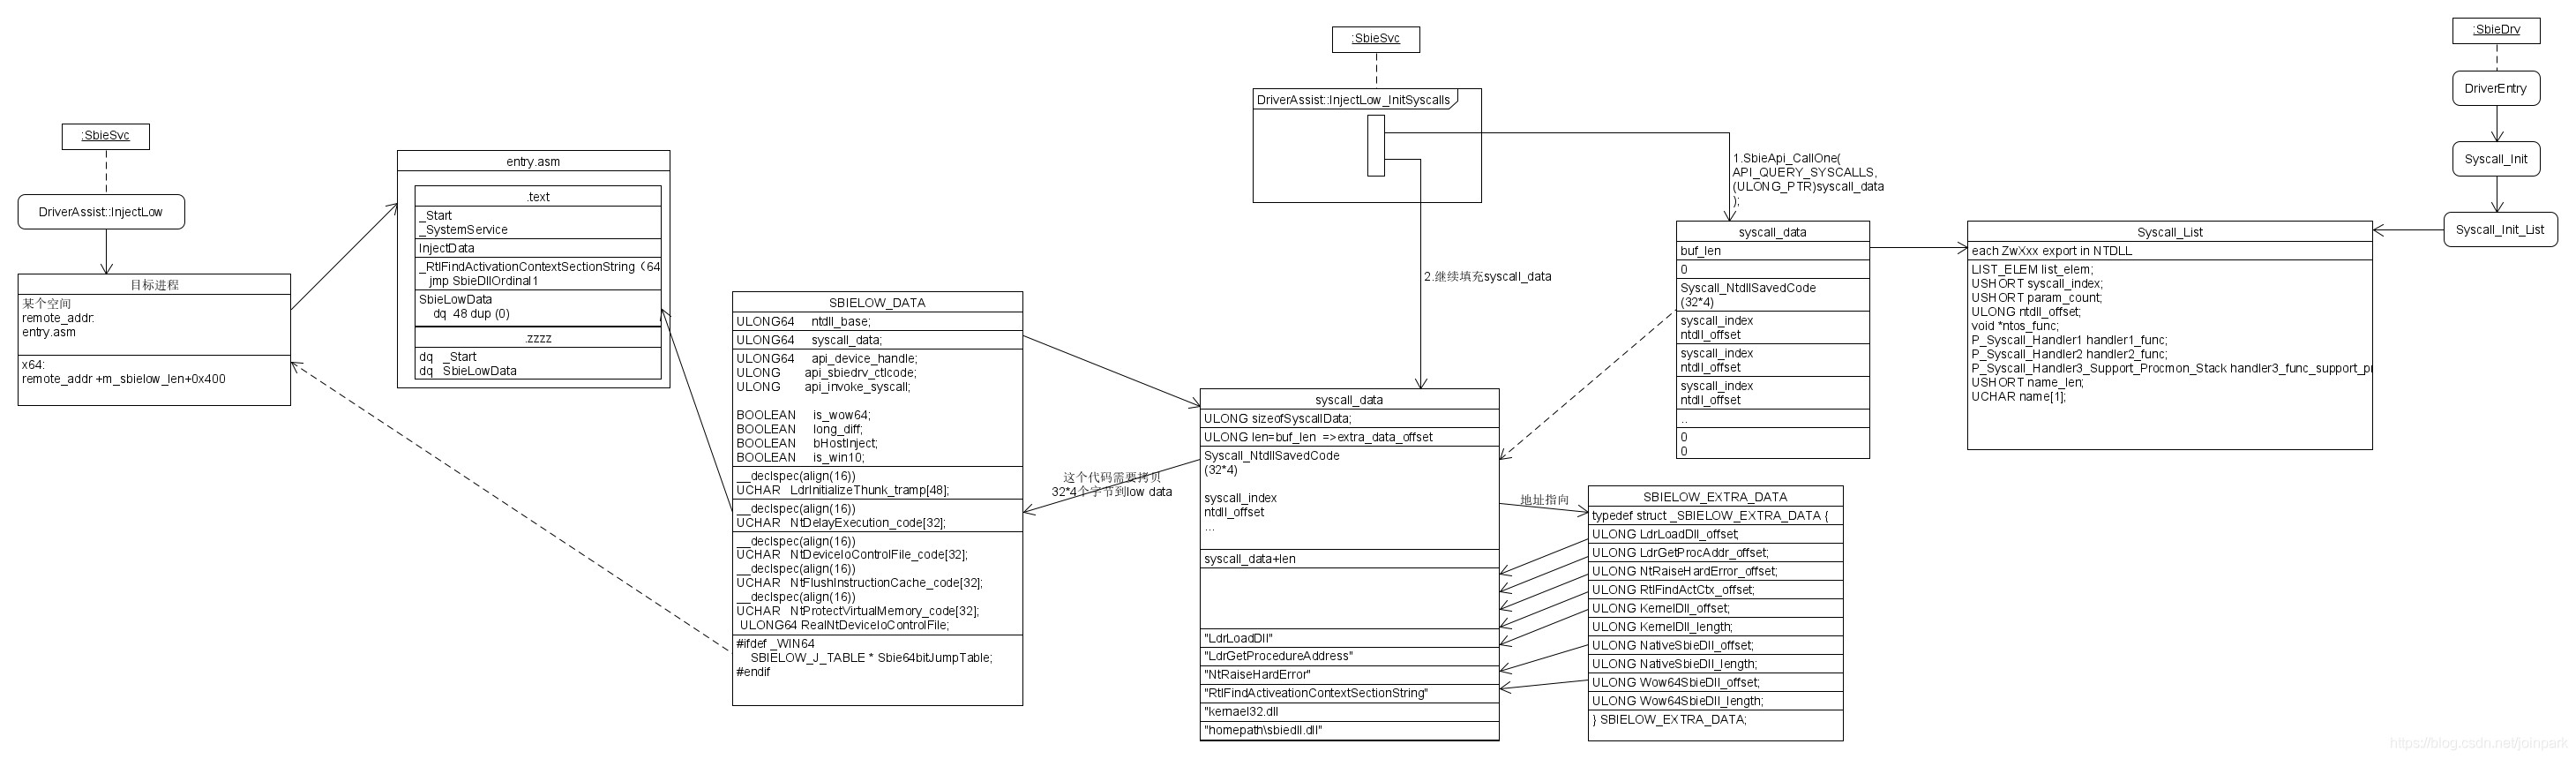 :SbieSvc
DriverAssist::InjectLow
目标进程
某个空间
remote_addr:
entry.asm
x64:
remote_addr +m_sbielow_len+0x400
entry.asm
.text
_Start
_SystemService
InjectData
_RtlFindActivationContextSectionString（64
jmp SbieDllOrdinal1
SbieLowData
dq 48 dup (0)
.zzzz
dq _Start
dq SbieLowData
SBIELOW_DATA
ULONG64 ntdll_base;
ULONG64 syscall_data;
ULONG64 api_device_handle;
ULONG api_sbiedrv_ctlcode;
ULONG api_invoke_syscall;
BOOLEAN is_wow64;
BOOLEAN long_diff;
BOOLEAN bHostInject;
BOOLEAN is_win10;
__declspec(align(16))
UCHAR LdrInitializeThunk_tramp[48];
__declspec(align(16))
UCHAR NtDelayExecution_code[32];
__declspec(align(16))
UCHAR NtDeviceIoControlFile_code[32];
__declspec(align(16))
UCHAR NtFlushInstructionCache_code[32];
__declspec(align(16))
UCHAR NtProtectVirtualMemory_code[32];
ULONG64 RealNtDeviceIoControlFile;
#ifdef _WIN64
SBIELOW_J_TABLE * Sbie64bitJumpTable;
#endif
这个代码需要拷贝
32*4个字节到low data
:SbieSvc
DriverAssist::InjectLow_InitSyscalls
1.SbieApi_CallOne(
API_QUERY_SYSCALLS,
(ULONG_PTR)syscall_data
);
2.继续填充syscall_data
syscall_data
ULONG sizeofSyscallData;
ULONG len=buf_len =>extra_data_offset
Syscall_NtdllSavedCode
(32*4)
syscall_index
ntdll_offset
...
syscall_data+len
"LdrLoadDll"
"LdrGetProcedureAddress"
"NtRaiseHardError"
"RtlFindActiveationContextSectionString"
"kernael32.dll
"homepath\sbiedll.dll"
地址指向
syscall_data
buf_len
0
Syscall_NtdllSavedCode
(32*4)
syscall_index
ntdll_offset
syscall_index
ntdll_offset
syscall_index
ntdll_offset
..
0
0
SBIELOW_EXTRA_DATA
typedef struct _SBIELOW_EXTRA_DATA {
ULONG LdrLoadDll_offset;
ULONG LdrGetProcAddr_offset;
ULONG NtRaiseHardError_offset;
ULONG RtlFindActCtx_offset;
ULONG KernelDll_offset;
ULONG KernelDll_length;
ULONG NativeSbieDll_offset;
ULONG NativeSbieDll_length;
ULONG Wow64SbieDll_offset;
ULONG Wow64SbieDll_length;
} SBIELOW_EXTRA_DATA;
Syscall_List
each ZwXxx export in NTDLL
LIST_ELEM list_elem;
USHORT syscall_index;
USHORT param_count;
ULONG ntdll_offset;
void *ntos_func;
P_Syscall_Handler1 handler1_func;
P_Syscall_Handler2 handler2_func;
P_Syscall_Handler3_Support_Procmon_Stack handler3_func_support_pr
USHORT name_len;
UCHAR name[1];
:SbieDrv
DriverEntry
Syscall_Init
Syscall_Init_List
https://blog.csdn.net/joinpark